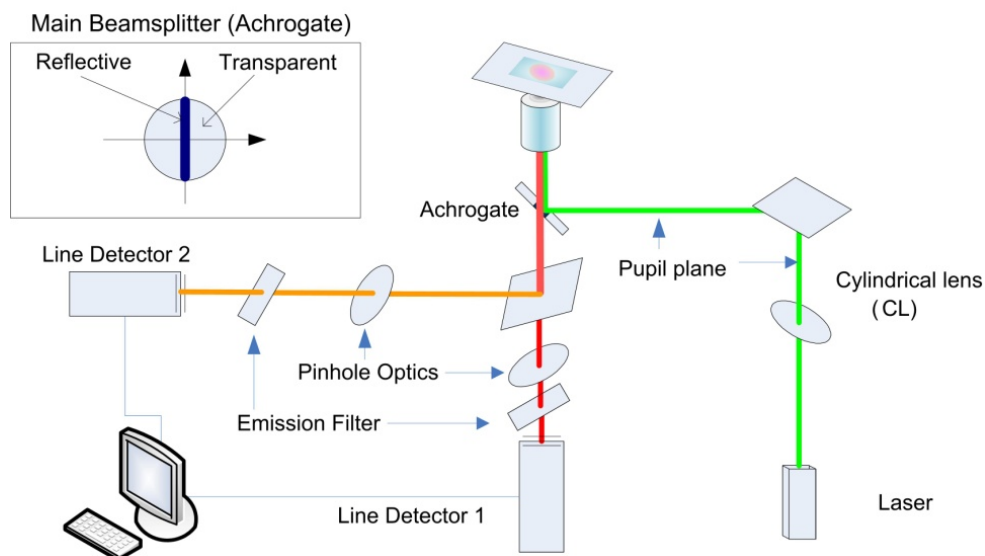 Main Beamsplitter (Achrogate)
Reflective
Transparent
Achrogate
Line Detector 2
Pupil plane
Cylindrical lens
(CL)
Pinhole Optics
Emission Filter
Line Detector 1
Laser